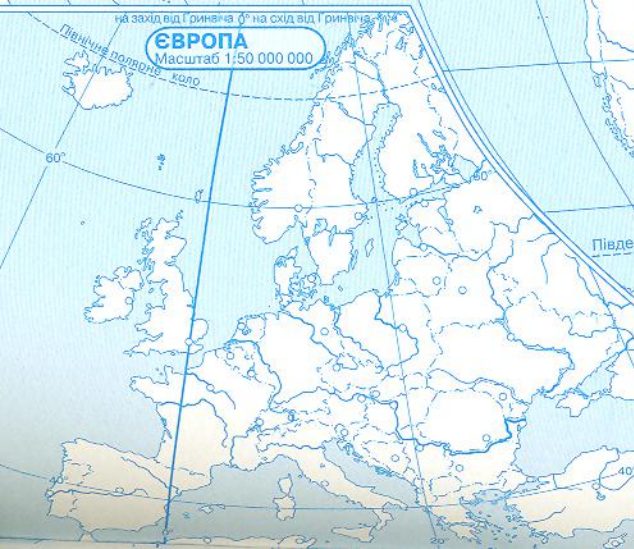 на захід від Гринвіча 0° на схід від Гринвіча
ЄВРОПА
Масштаб 1:50 000 000
Північне полярне коло
60°
60°
Півде
40°
40°
20°